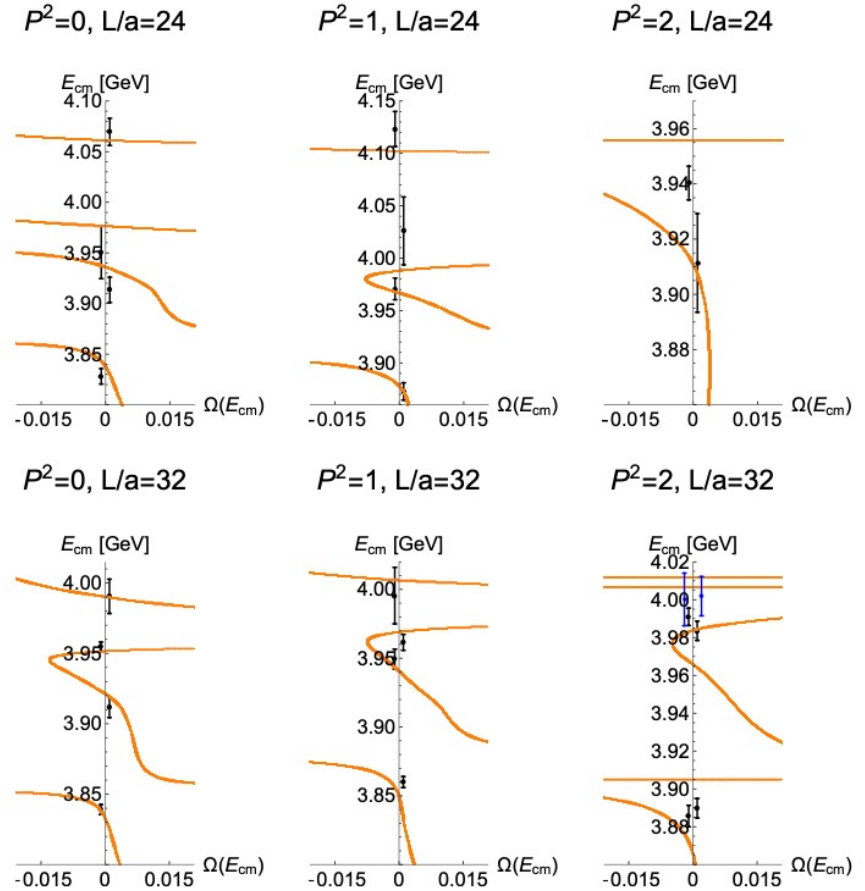 P²=0, L/a=24
P²=1, L/a=24
P²=2, L/a=24
E_cm [GeV]
4.10
4.05
4.00
3.95
3.90
3.85
-0.015 0 0.015 Ω(E_cm)
E_cm [GeV]
4.15
4.10
4.05
4.00
3.95
3.90
-0.015 0 0.015 Ω(E_cm)
E_cm [GeV]
3.96
3.94
3.92
3.90
3.88
-0.015 0 0.015 Ω(E_cm)
P²=0, L/a=32
P²=1, L/a=32
P²=2, L/a=32
E_cm [GeV]
4.00
3.95
3.90
3.85
-0.015 0 0.015 Ω(E_cm)
E_cm [GeV]
4.00
3.95
3.90
3.85
-0.015 0 0.015 Ω(E_cm)
E_cm [GeV]
4.02
4.00
3.98
3.96
3.94
3.92
3.90
3.88
-0.015 0 0.015 Ω(E_cm)